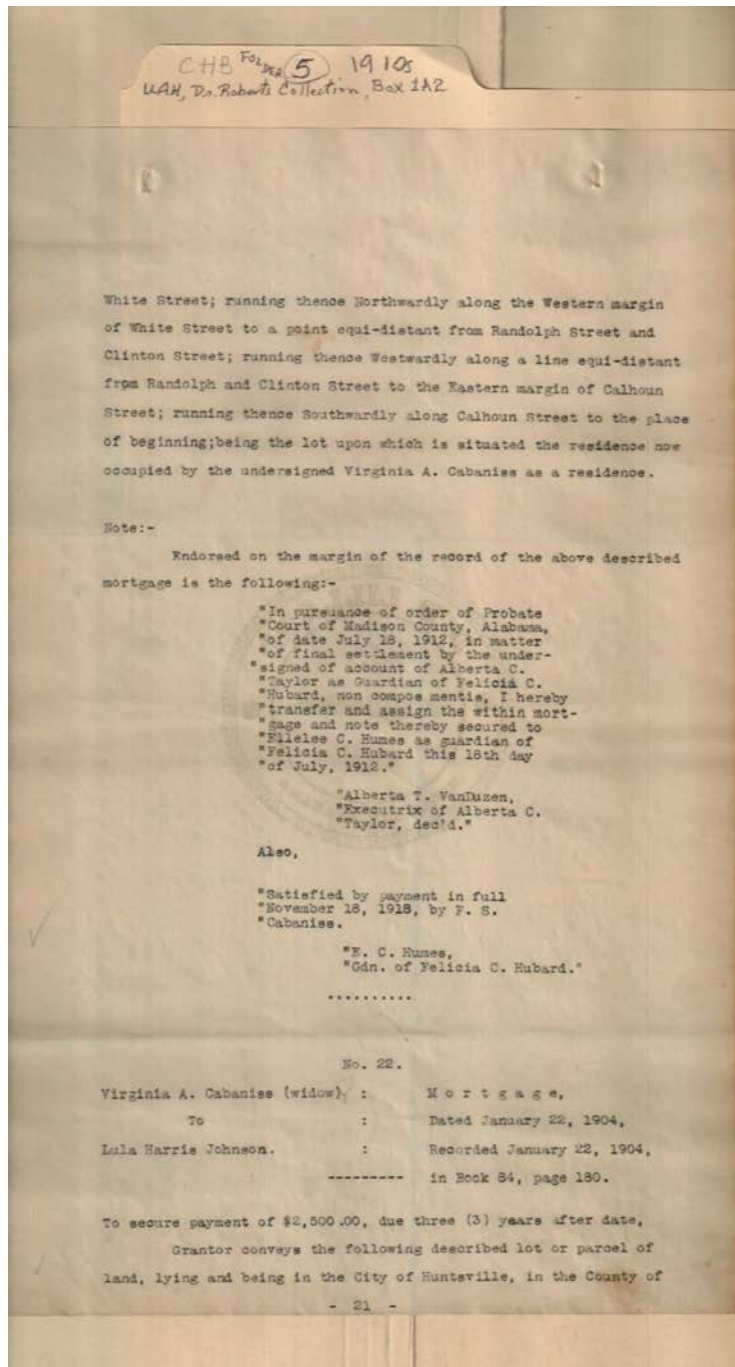 CHB FOLDER 5 1910s
UAH, Dr. Roberts Collection, Box 1A2
White Street; running thence Northwardly along the Western margin
of White Street to a point equi-distant from Randolph Street and
Clinton Street; running thence Westwardly along a line equi-distant
from Randolph and Clinton Street to the Eastern margin of Calhoun
Street; running thence Southwardly along Calhoun Street to the place
of beginning;being the lot upon which is situated the residence now
occupied by the undersigned Virginia A. Cabaniss as a residence.
Note:-
Endorsed on the margin of the record of the above described
mortgage is the following:-
"In pursuance of order of Probate
"Court of Madison County, Alabama,
"of date July 18, 1912, in matter
"of final settlement by the under-
"signed of account of Alberta C.
"Taylor as Guardian of Felicia C.
"Hubard, non compos mentis, I hereby
"transfer and assign the within mort-
"gage and note thereby secured to
"Ellelee C. Humes as guardian of
"Felicia C. Hubard this 18th day
"of July, 1912."
"Alberta T. VanDuzen,
"Executrix of Alberta C.
"Taylor, dec'd."
Also,
"Satisfied by payment in full
"November 18, 1918, by F. S.
"Cabaniss.
"E. C. Humes,
"Gdn. of Felicia C. Hubard."
..........
No. 22.
Virginia A. Cabaniss (widow) : M o r t g a g e,
To : Dated January 22, 1904,
Lula Harris Johnson. : Recorded January 22, 1904,
--------- in Book 84, page 180.
To secure payment of $2,500.00, due three (3) years after date,
Grantor conveys the following described lot or parcel of
land, lying and being in the City of Huntsville, in the County of
- 21 -